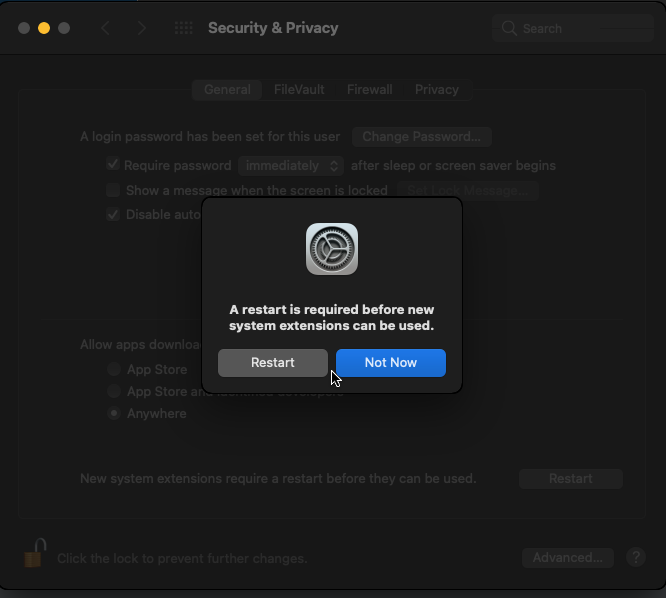 Security & Privacy
Search
General FileVault Firewall Privacy
A login password has been set for this user Change Password...
Require password immediately after sleep or screen saver begins
Show a message when the screen is locked Set Lock Message...
Disable auto
A restart is required before new
system extensions can be used.
Allow apps downloa
Restart Not Now
App Store
App Store and identified developers
Anywhere
New system extensions require a restart before they can be used. Restart
Click the lock to prevent further changes. Advanced... ?